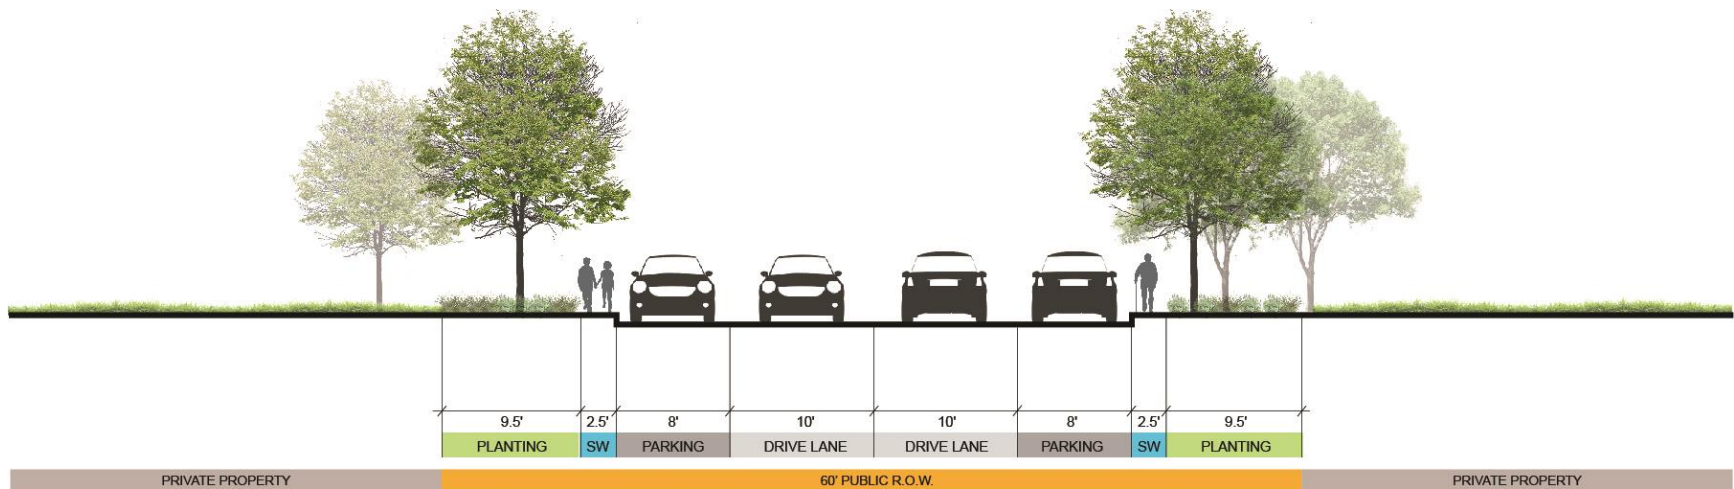 9.5' 2.5' 8' 10' 10' 8' 2.5' 9.5'
PLANTING SW PARKING DRIVE LANE DRIVE LANE PARKING SW PLANTING
PRIVATE PROPERTY 60' PUBLIC R.O.W. PRIVATE PROPERTY